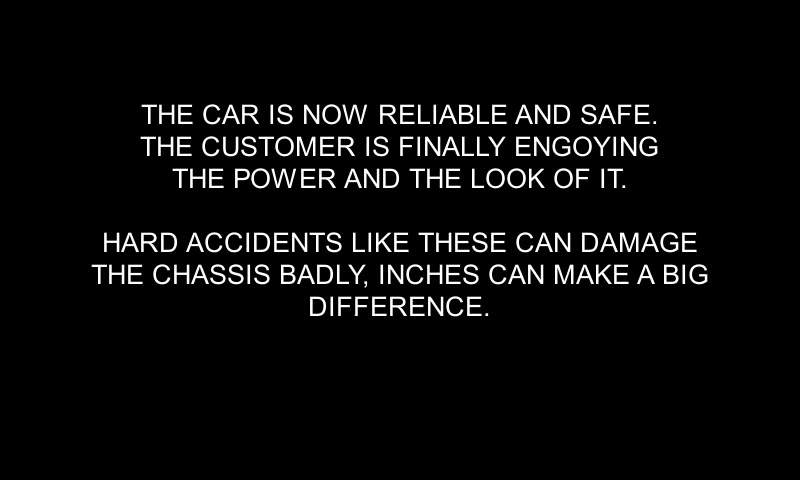 THE CAR IS NOW RELIABLE AND SAFE.
THE CUSTOMER IS FINALLY ENGOYING
THE POWER AND THE LOOK OF IT.
HARD ACCIDENTS LIKE THESE CAN DAMAGE
THE CHASSIS BADLY, INCHES CAN MAKE A BIG
DIFFERENCE.